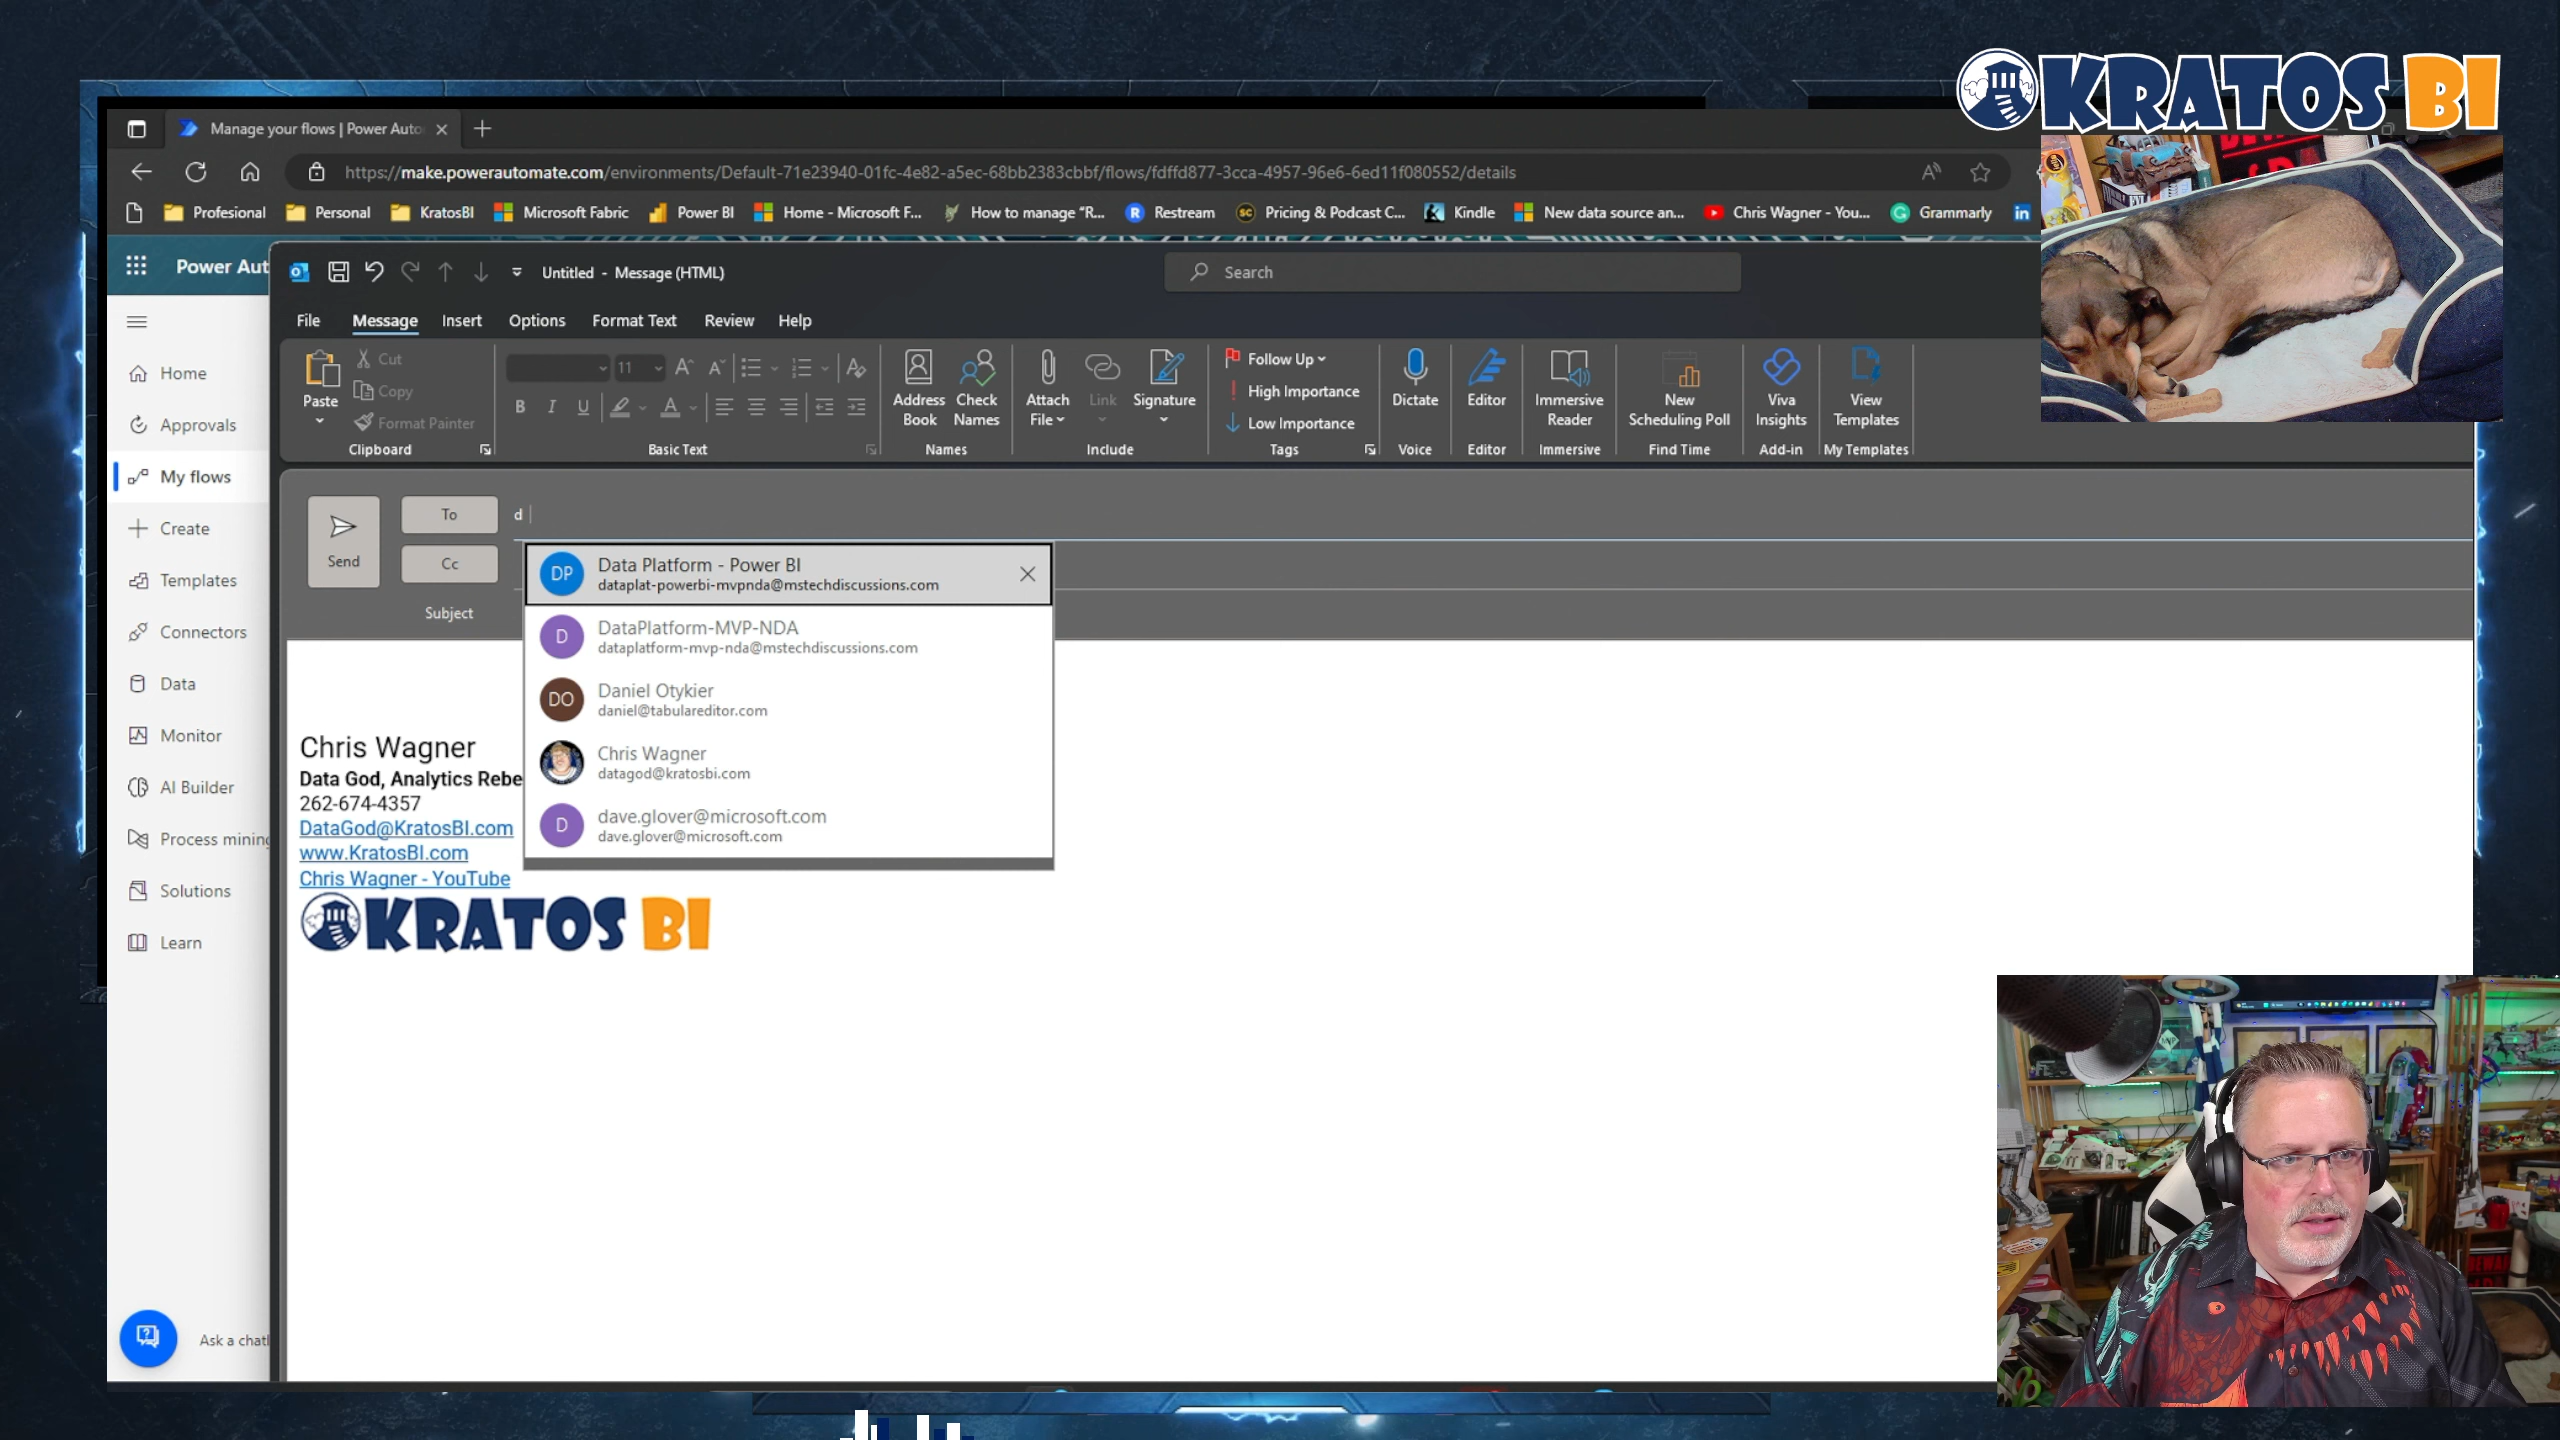 KRATOS BI
Manage your flows | Power Auto
https://make.powerautomate.com/environments/Default-71e23940-01fc-4e82-a5ec-68bb2383cbbf/flows/fdffd877-3cca-4957-96e6-6ed11f080552/details
Profesional
Personal
KratosBI
Microsoft Fabric
Power BI
Home - Microsoft F...
How to manage "R...
Restream
Pricing & Podcast C...
Kindle
New data source an...
Chris Wagner - You...
Grammarly
Power Aut
Untitled - Message (HTML)
Search
File
Message
Insert
Options
Format Text
Review
Help
Paste
Cut
Copy
Format Painter
Clipboard
11
B I U
Basic Text
Address Book
Check Names
Names
Attach File
Link
Signature
Include
Follow Up
High Importance
Low Importance
Tags
Dictate
Voice
Editor
Editor
Immersive Reader
Immersive
New Scheduling Poll
Find Time
Viva Insights
Add-in
View Templates
My Templates
Home
Approvals
My flows
Create
Templates
Connectors
Data
Monitor
AI Builder
Process mining
Solutions
Learn
Ask a chatl
Send
To
d
Cc
Subject
DP
Data Platform - Power BI
dataplat-powerbi-mvpnda@mstechdiscussions.com
D
DataPlatform-MVP-NDA
dataplatform-mvp-nda@mstechdiscussions.com
DO
Daniel Otykier
daniel@tabulareditor.com
Chris Wagner
datagod@kratosbi.com
D
dave.glover@microsoft.com
dave.glover@microsoft.com
Chris Wagner
Data God, Analytics Rebe
262-674-4357
DataGod@KratosBI.com
www.KratosBI.com
Chris Wagner - YouTube
KRATOS BI